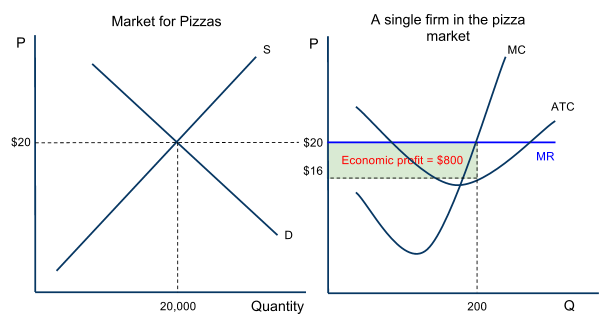 Market for Pizzas
P
S
$20
D
20,000
Quantity
A single firm in the pizza
market
P
MC
ATC
$20
MR
Economic profit = $800
$16
200
Q